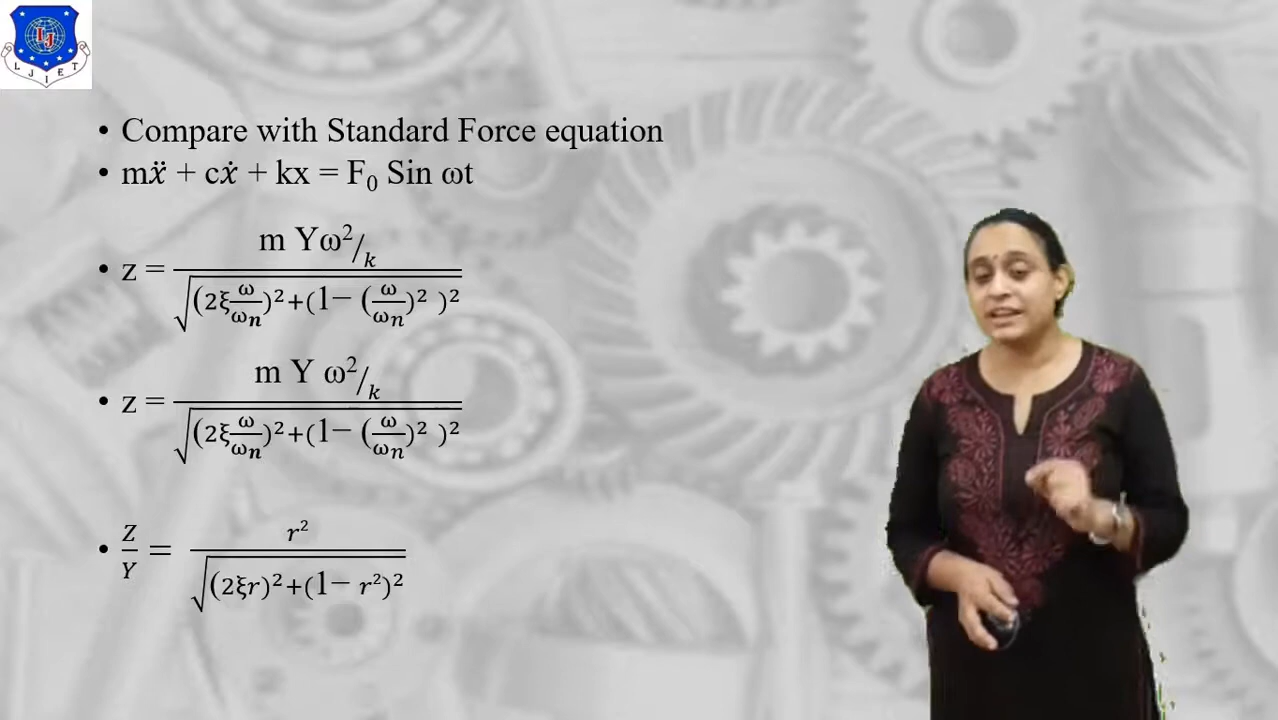 LJIET
• Compare with Standard Force equation
• mẍ + cẋ + kx = F₀ Sin ωt
• z = (m Yω²/k) / √((2ξ ω/ωₙ)²+(1− (ω/ωₙ)² )²)
• z = (m Y ω²/k) / √((2ξ ω/ωₙ)²+(1− (ω/ωₙ)² )²)
• Z/Y = r² / √((2ξr)²+(1− r²)²)